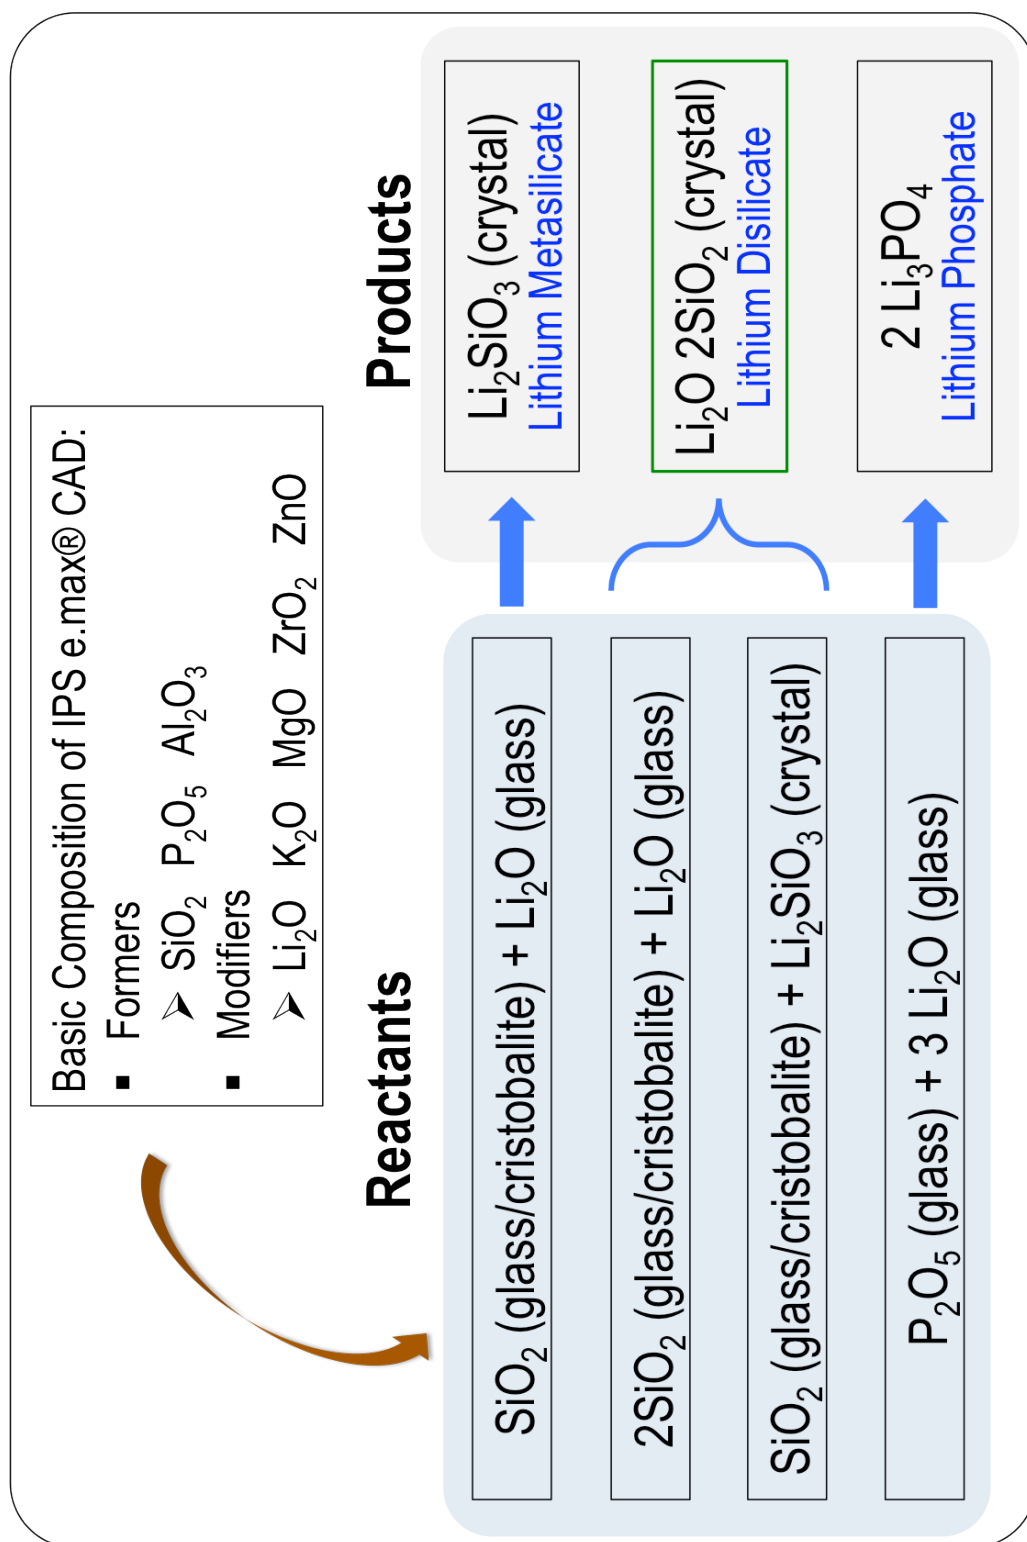 Basic Composition of IPS e.max® CAD:
▪ Formers
➢ SiO₂ P₂O₅ Al₂O₃
▪ Modifiers
➢ Li₂O K₂O MgO ZrO₂ ZnO
Reactants
Products
SiO₂ (glass/cristobalite) + Li₂O (glass)
Li₂SiO₃ (crystal)
Lithium Metasilicate
2SiO₂ (glass/cristobalite) + Li₂O (glass)
SiO₂ (glass/cristobalite) + Li₂SiO₃ (crystal)
Li₂O 2SiO₂ (crystal)
Lithium Disilicate
P₂O₅ (glass) + 3 Li₂O (glass)
2 Li₃PO₄
Lithium Phosphate